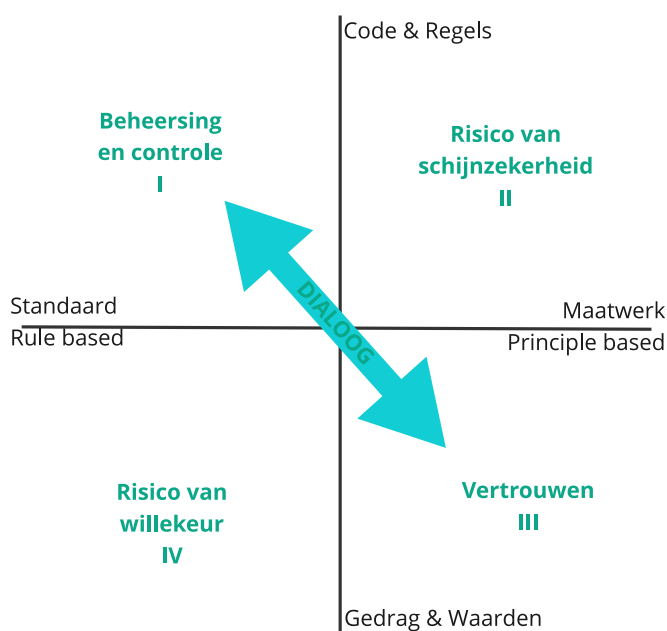 Code & Regels
Beheersing
en controle
I
Risico van
schijnzekerheid
II
DIALOOG
Standaard
Rule based
Maatwerk
Principle based
Risico van
willekeur
IV
Vertrouwen
III
Gedrag & Waarden